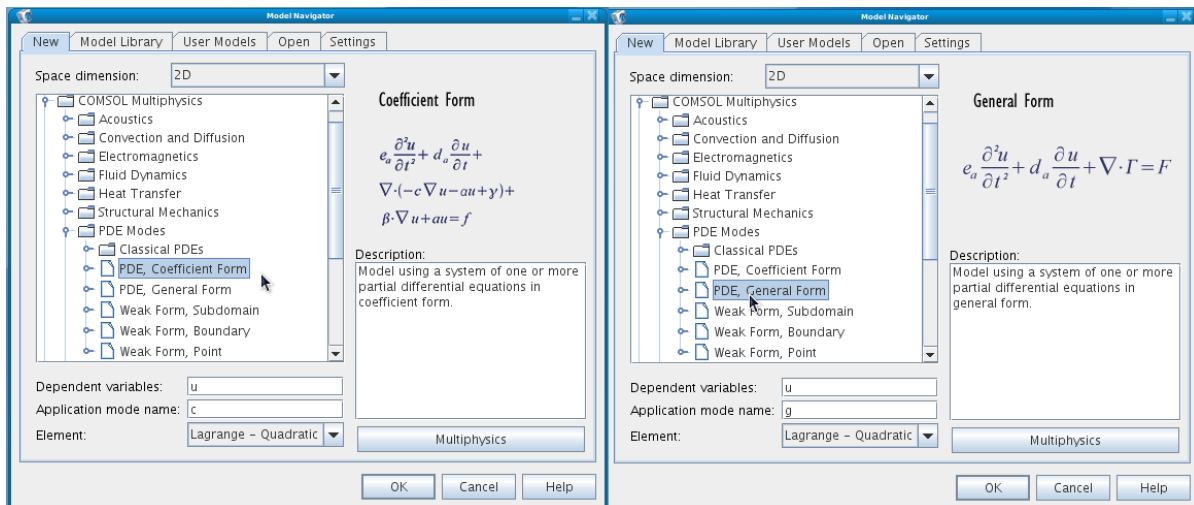 Model Navigator
New Model Library User Models Open Settings
Space dimension: 2D
COMSOL Multiphysics
Acoustics
Convection and Diffusion
Electromagnetics
Fluid Dynamics
Heat Transfer
Structural Mechanics
PDE Modes
Classical PDEs
PDE, Coefficient Form
PDE, General Form
Weak Form, Subdomain
Weak Form, Boundary
Weak Form, Point
Dependent variables: u
Application mode name: c
Element: Lagrange - Quadratic
Coefficient Form
eₐ ∂²u/∂t² + dₐ ∂u/∂t +
∇·(-c∇u-αu+γ)+
β·∇u+au=f
Description:
Model using a system of one or more
partial differential equations in
coefficient form.
Multiphysics
OK Cancel Help
Model Navigator
New Model Library User Models Open Settings
Space dimension: 2D
COMSOL Multiphysics
Acoustics
Convection and Diffusion
Electromagnetics
Fluid Dynamics
Heat Transfer
Structural Mechanics
PDE Modes
Classical PDEs
PDE, Coefficient Form
PDE, General Form
Weak Form, Subdomain
Weak Form, Boundary
Weak Form, Point
Dependent variables: u
Application mode name: g
Element: Lagrange - Quadratic
General Form
eₐ ∂²u/∂t² + dₐ ∂u/∂t + ∇·Γ = F
Description:
Model using a system of one or more
partial differential equations in
general form.
Multiphysics
OK Cancel Help